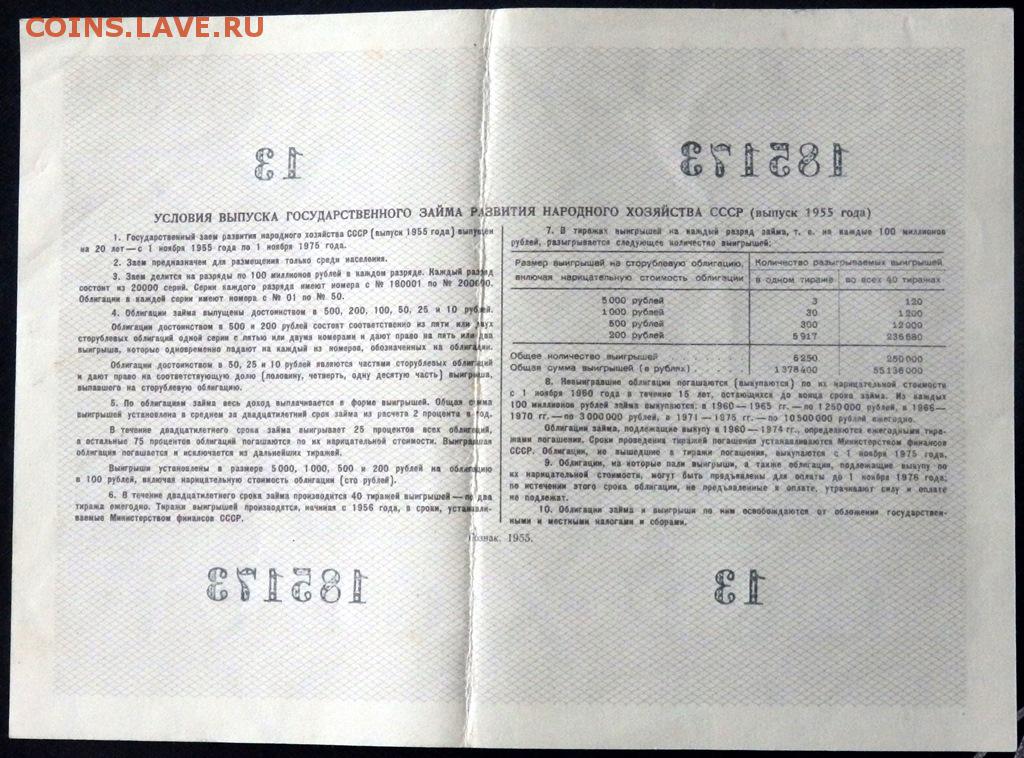 COINS.LAVE.RU
13
185173
УСЛОВИЯ ВЫПУСКА ГОСУДАРСТВЕННОГО ЗАЙМА РАЗВИТИЯ НАРОДНОГО ХОЗЯЙСТВА СССР (выпуск 1955 года)
1. Государственный заем развития народного хозяйства СССР (выпуск 1955 года) выпущен
на 20 лет — с 1 ноября 1955 года по 1 ноября 1975 года.
2. Заем предназначен для размещения только среди населения.
3. Заем делится на разряды по 100 миллионов рублей в каждом разряде. Каждый разряд
состоит из 20000 серий. Серии каждого разряда имеют номера с № 180001 по № 200000.
Облигации в каждой серии имеют номера с № 01 по № 50.
4. Облигации займа выпущены достоинством в 500, 200, 100, 50, 25 и 10 рублей.
Облигации достоинством в 500 и 200 рублей состоят соответственно из пяти или двух
сторублевых облигаций одной серии с пятью или двумя номерами и дают право на пять или два
выигрыша, которые одновременно падают на каждый из номеров, обозначенных на облигации.
Облигации достоинством в 50, 25 и 10 рублей являются частями сторублевых облигаций
и дают право на соответствующую долю (половину, четверть, одну десятую часть) выигрыша,
выпавшего на сторублевую облигацию.
5. По облигациям займа весь доход выплачивается в форме выигрышей. Общая сумма
выигрышей установлена в среднем за двадцатилетний срок займа из расчета 2 процента в год.
В течение двадцатилетнего срока займа выигрывает 25 процентов всех облигаций,
а остальные 75 процентов облигаций погашаются по их нарицательной стоимости. Выигравшая
облигация погашается и исключается из дальнейших тиражей.
Выигрыши установлены в размере 5 000, 1 000, 500 и 200 рублей на облигацию
в 100 рублей, включая нарицательную стоимость облигации (сто рублей).
6. В течение двадцатилетнего срока займа производится 40 тиражей выигрышей — по два
тиража ежегодно. Тиражи выигрышей производятся, начиная с 1956 года, в сроки, устанавли-
ваемые Министерством финансов СССР.
7. В тиражах выигрышей на каждый разряд займа, т. е. на каждые 100 миллионов
рублей, разыгрывается следующее количество выигрышей:
Размер выигрышей на сторублевую облигацию, включая нарицательную стоимость облигации
Количество разыгрываемых выигрышей
в одном тираже во всех 40 тиражах
5 000 рублей 3 120
1 000 рублей 30 1 200
500 рублей 300 12 000
200 рублей 5 917 236 680
Общее количество выигрышей 6 250 250 000
Общая сумма выигрышей (в рублях) 1 378 400 55 136 000
8. Невыигравшие облигации погашаются (выкупаются) по их нарицательной стоимости
с 1 ноября 1960 года в течение 15 лет, остающихся до конца срока займа. Из каждых
100 миллионов рублей займа выкупаются: в 1960 — 1965 гг. — по 1 250 000 рублей, в 1966 —
1970 гг. — по 3 000 000 рублей, в 1971 — 1975 гг. — по 10 500 000 рублей ежегодно.
Облигации займа, подлежащие выкупу в 1960 — 1974 гг., определяются ежегодными тира-
жами погашения. Сроки проведения тиражей погашения устанавливаются Министерством финансов
СССР. Облигации, не вышедшие в тиражи погашения, выкупаются с 1 ноября 1975 года.
9. Облигации, на которые пали выигрыши, а также облигации, подлежащие выкупу по
их нарицательной стоимости, могут быть предъявлены для оплаты до 1 ноября 1976 года;
по истечении этого срока облигации, не предъявленные к оплате, утрачивают силу и оплате
не подлежат.
10. Облигации займа и выигрыши по ним освобождаются от обложения государствен-
ными и местными налогами и сборами.
Гознак. 1955.
185173
13